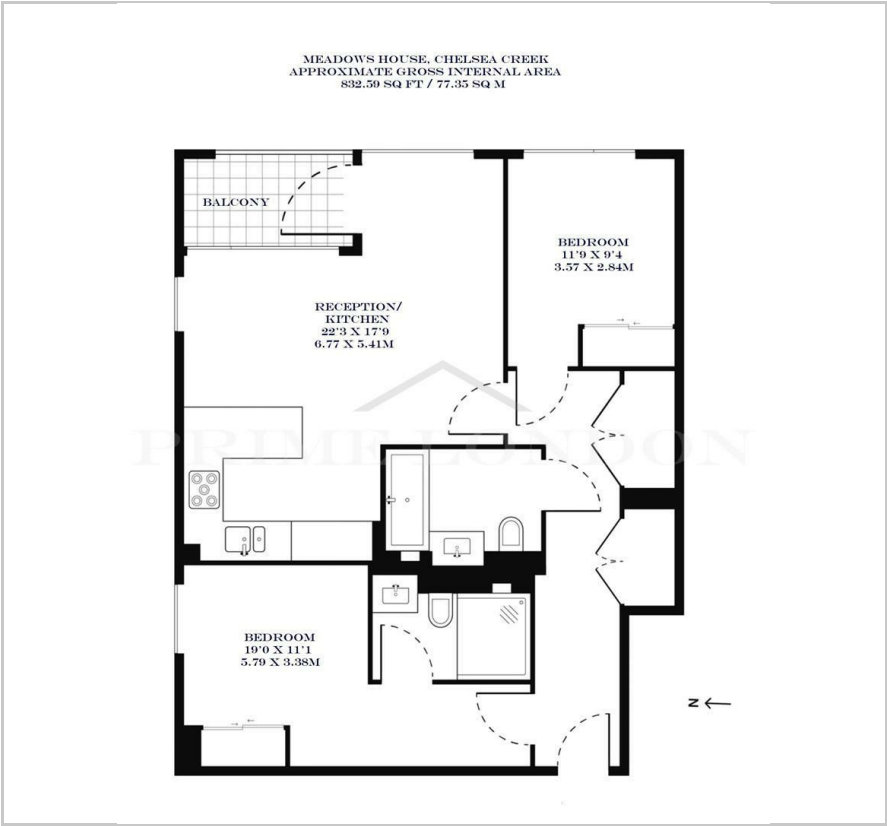 MEADOWS HOUSE, CHELSEA CREEK
APPROXIMATE GROSS INTERNAL AREA
832.59 SQ FT / 77.35 SQ M
BALCONY
BEDROOM
11'9 X 9'4
3.57 X 2.84M
RECEPTION/
KITCHEN
22'3 X 17'9
6.77 X 5.41M
PRIME LONDON
BEDROOM
19'0 X 11'1
5.79 X 3.38M
N